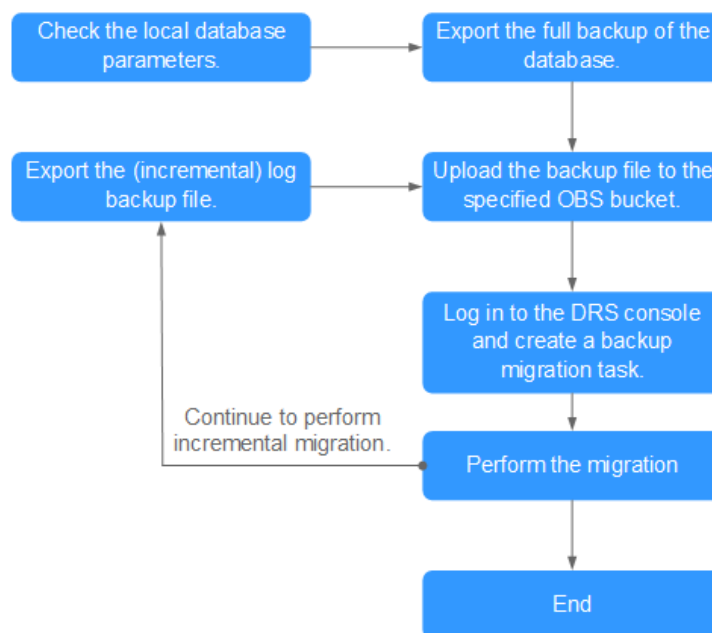 Check the local database
parameters.
Export the full backup of the
database.
Export the (incremental) log
backup file.
Upload the backup file to the
specified OBS bucket.
Log in to the DRS console
and create a backup
migration task.
Continue to perform
incremental migration.
Perform the migration
End